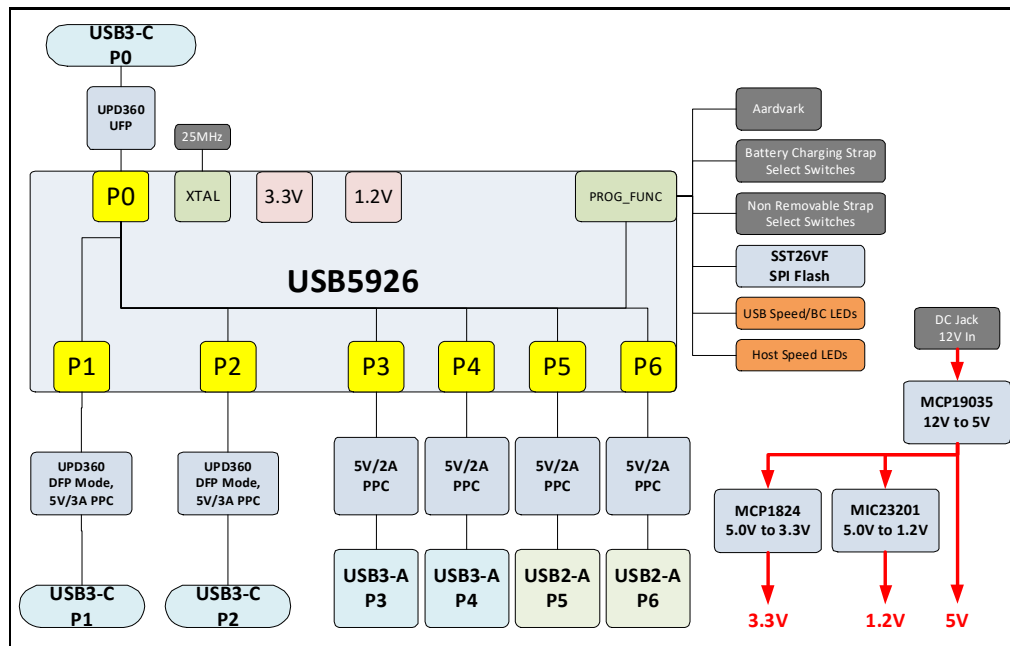 USB3-C
P0
UPD360
UFP
25MHz
Aardvark
Battery Charging Strap
Select Switches
Non Removable Strap
Select Switches
SST26VF
SPI Flash
USB Speed/BC LEDs
Host Speed LEDs
P0
XTAL
3.3V
1.2V
PROG_FUNC
USB5926
P1
P2
P3
P4
P5
P6
UPD360
DFP Mode,
5V/3A PPC
UPD360
DFP Mode,
5V/3A PPC
5V/2A
PPC
5V/2A
PPC
5V/2A
PPC
5V/2A
PPC
USB3-C
P1
USB3-C
P2
USB3-A
P3
USB3-A
P4
USB2-A
P5
USB2-A
P6
DC Jack
12V In
MCP19035
12V to 5V
MCP1824
5.0V to 3.3V
MIC23201
5.0V to 1.2V
3.3V
1.2V
5V